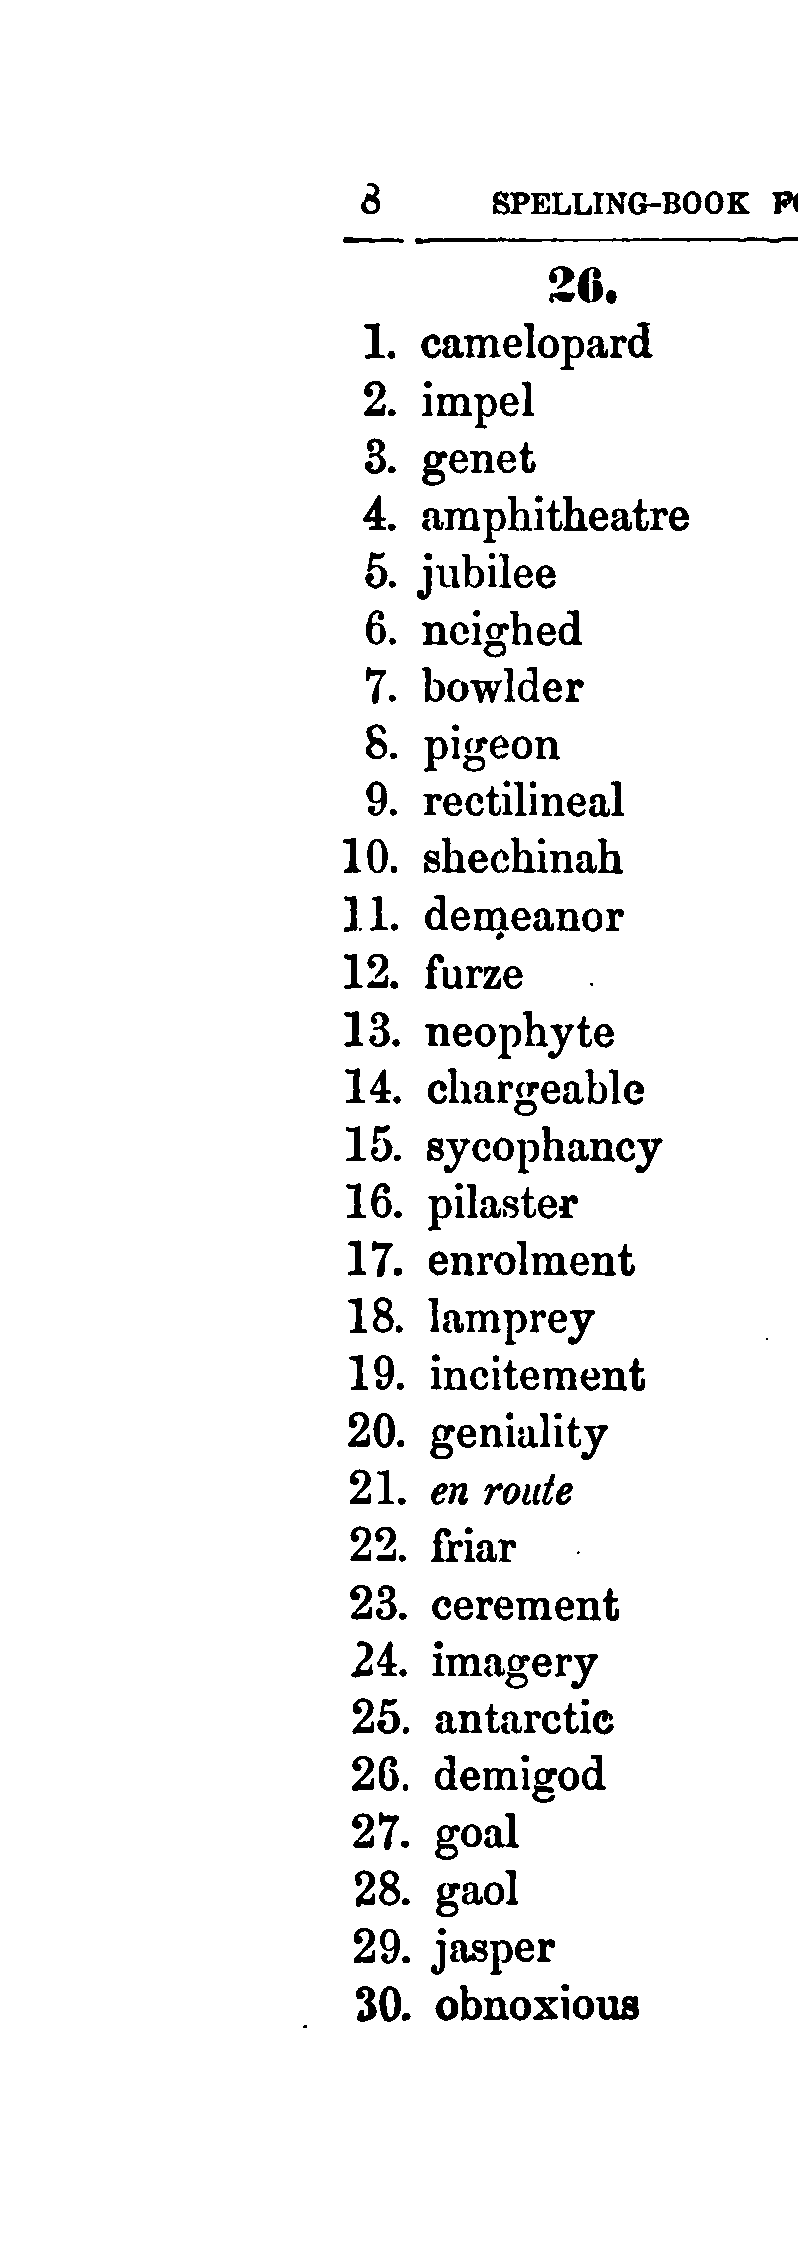 8 SPELLING-BOOK
26.
1. camelopard
2. impel
3. genet
4. amphitheatre
5. jubilee
6. neighed
7. bowlder
8. pigeon
9. rectilineal
10. shechinah
11. demeanor
12. furze
13. neophyte
14. chargeable
15. sycophancy
16. pilaster
17. enrolment
18. lamprey
19. incitement
20. geniality
21. en route
22. friar
23. cerement
24. imagery
25. antarctic
26. demigod
27. goal
28. gaol
29. jasper
30. obnoxious